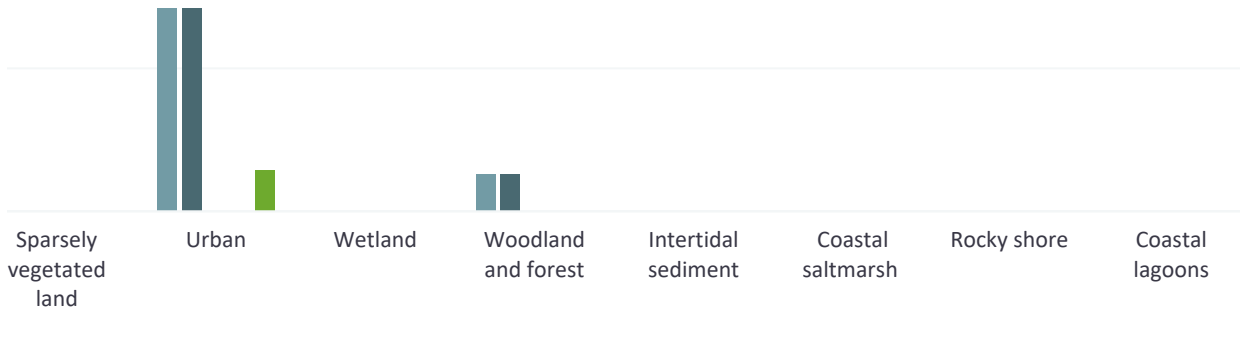 Sparsely
vegetated
land
Urban
Wetland
Woodland
and forest
Intertidal
sediment
Coastal
saltmarsh
Rocky shore
Coastal
lagoons